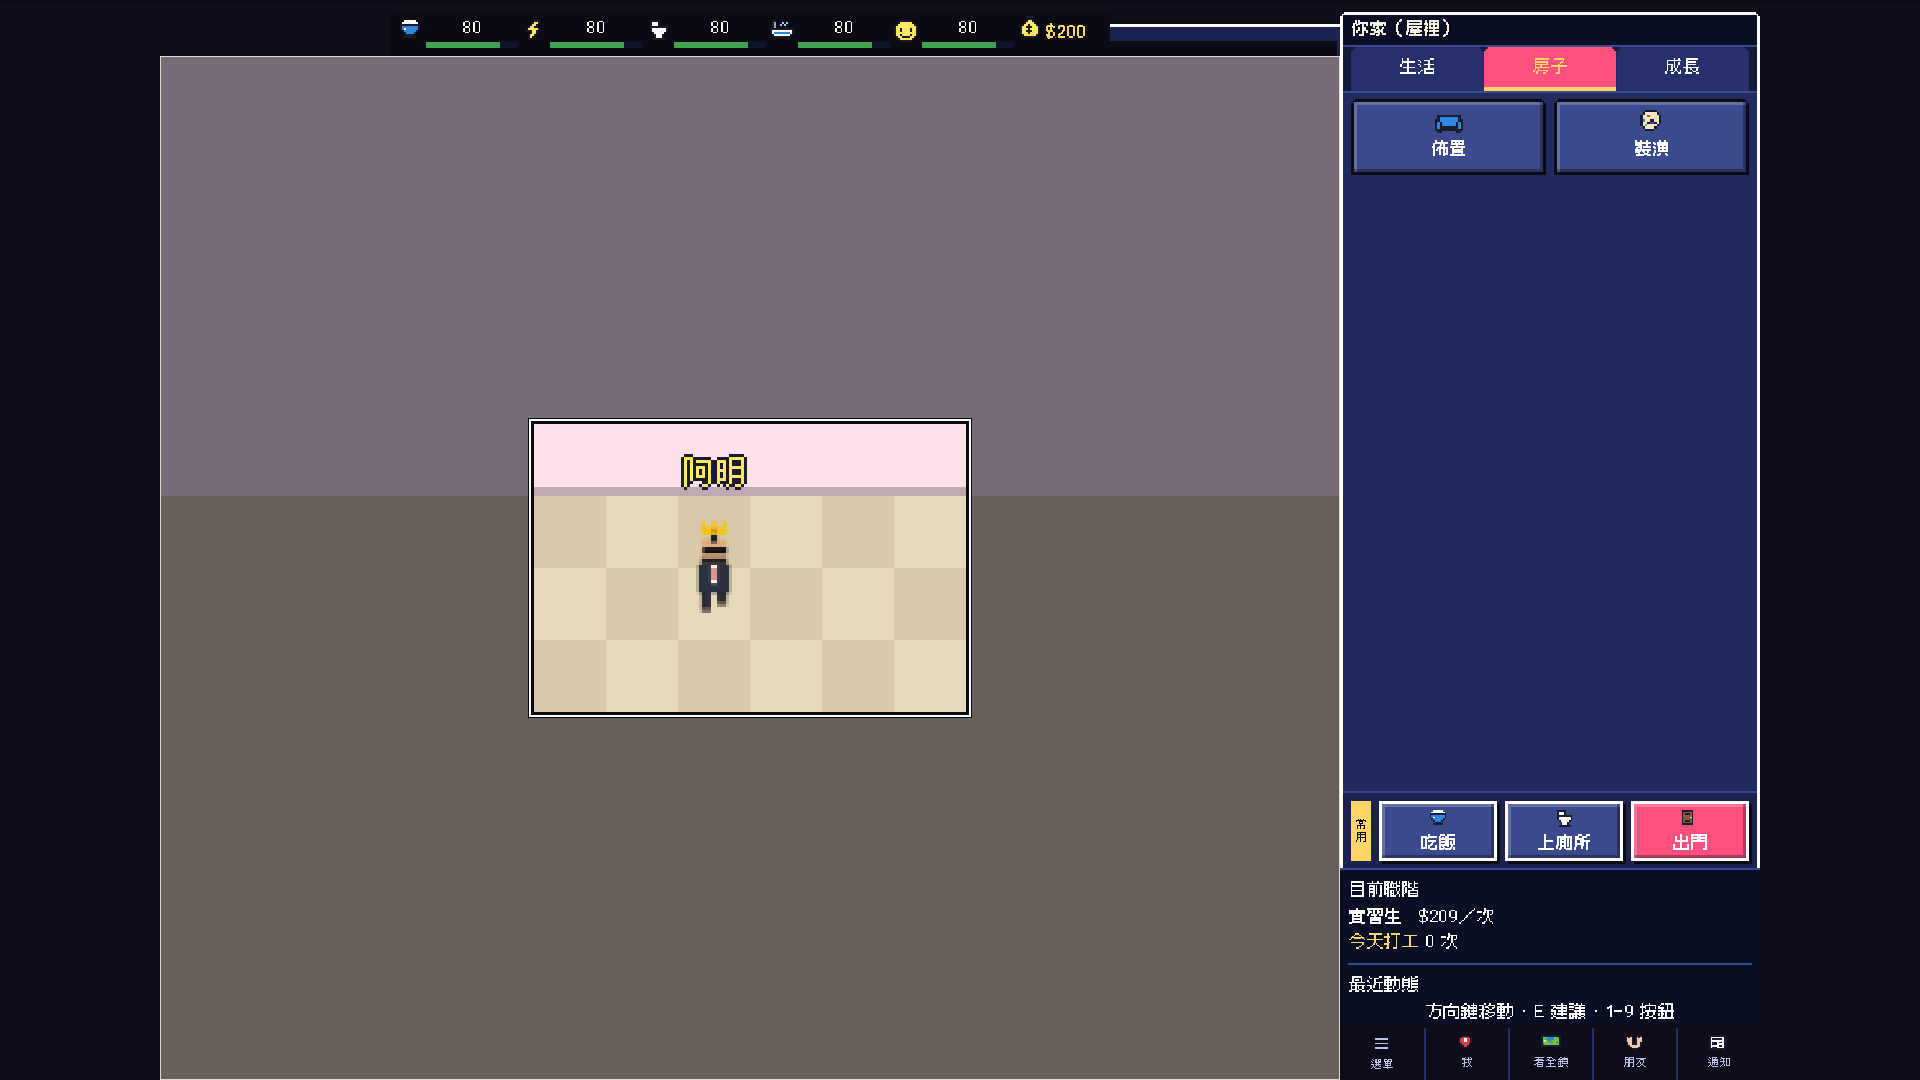 80 80 80 80 80 $200
你家（屋裡）
生活 房子 成長
佈置 裝潢
阿明
常用
吃飯 上廁所 出門
目前職階
實習生 $209／次
今天打工 0 次
最近動態
方向鍵移動・E 建議・1-9 按鈕
選單 我 看全鎮 朋友 通知